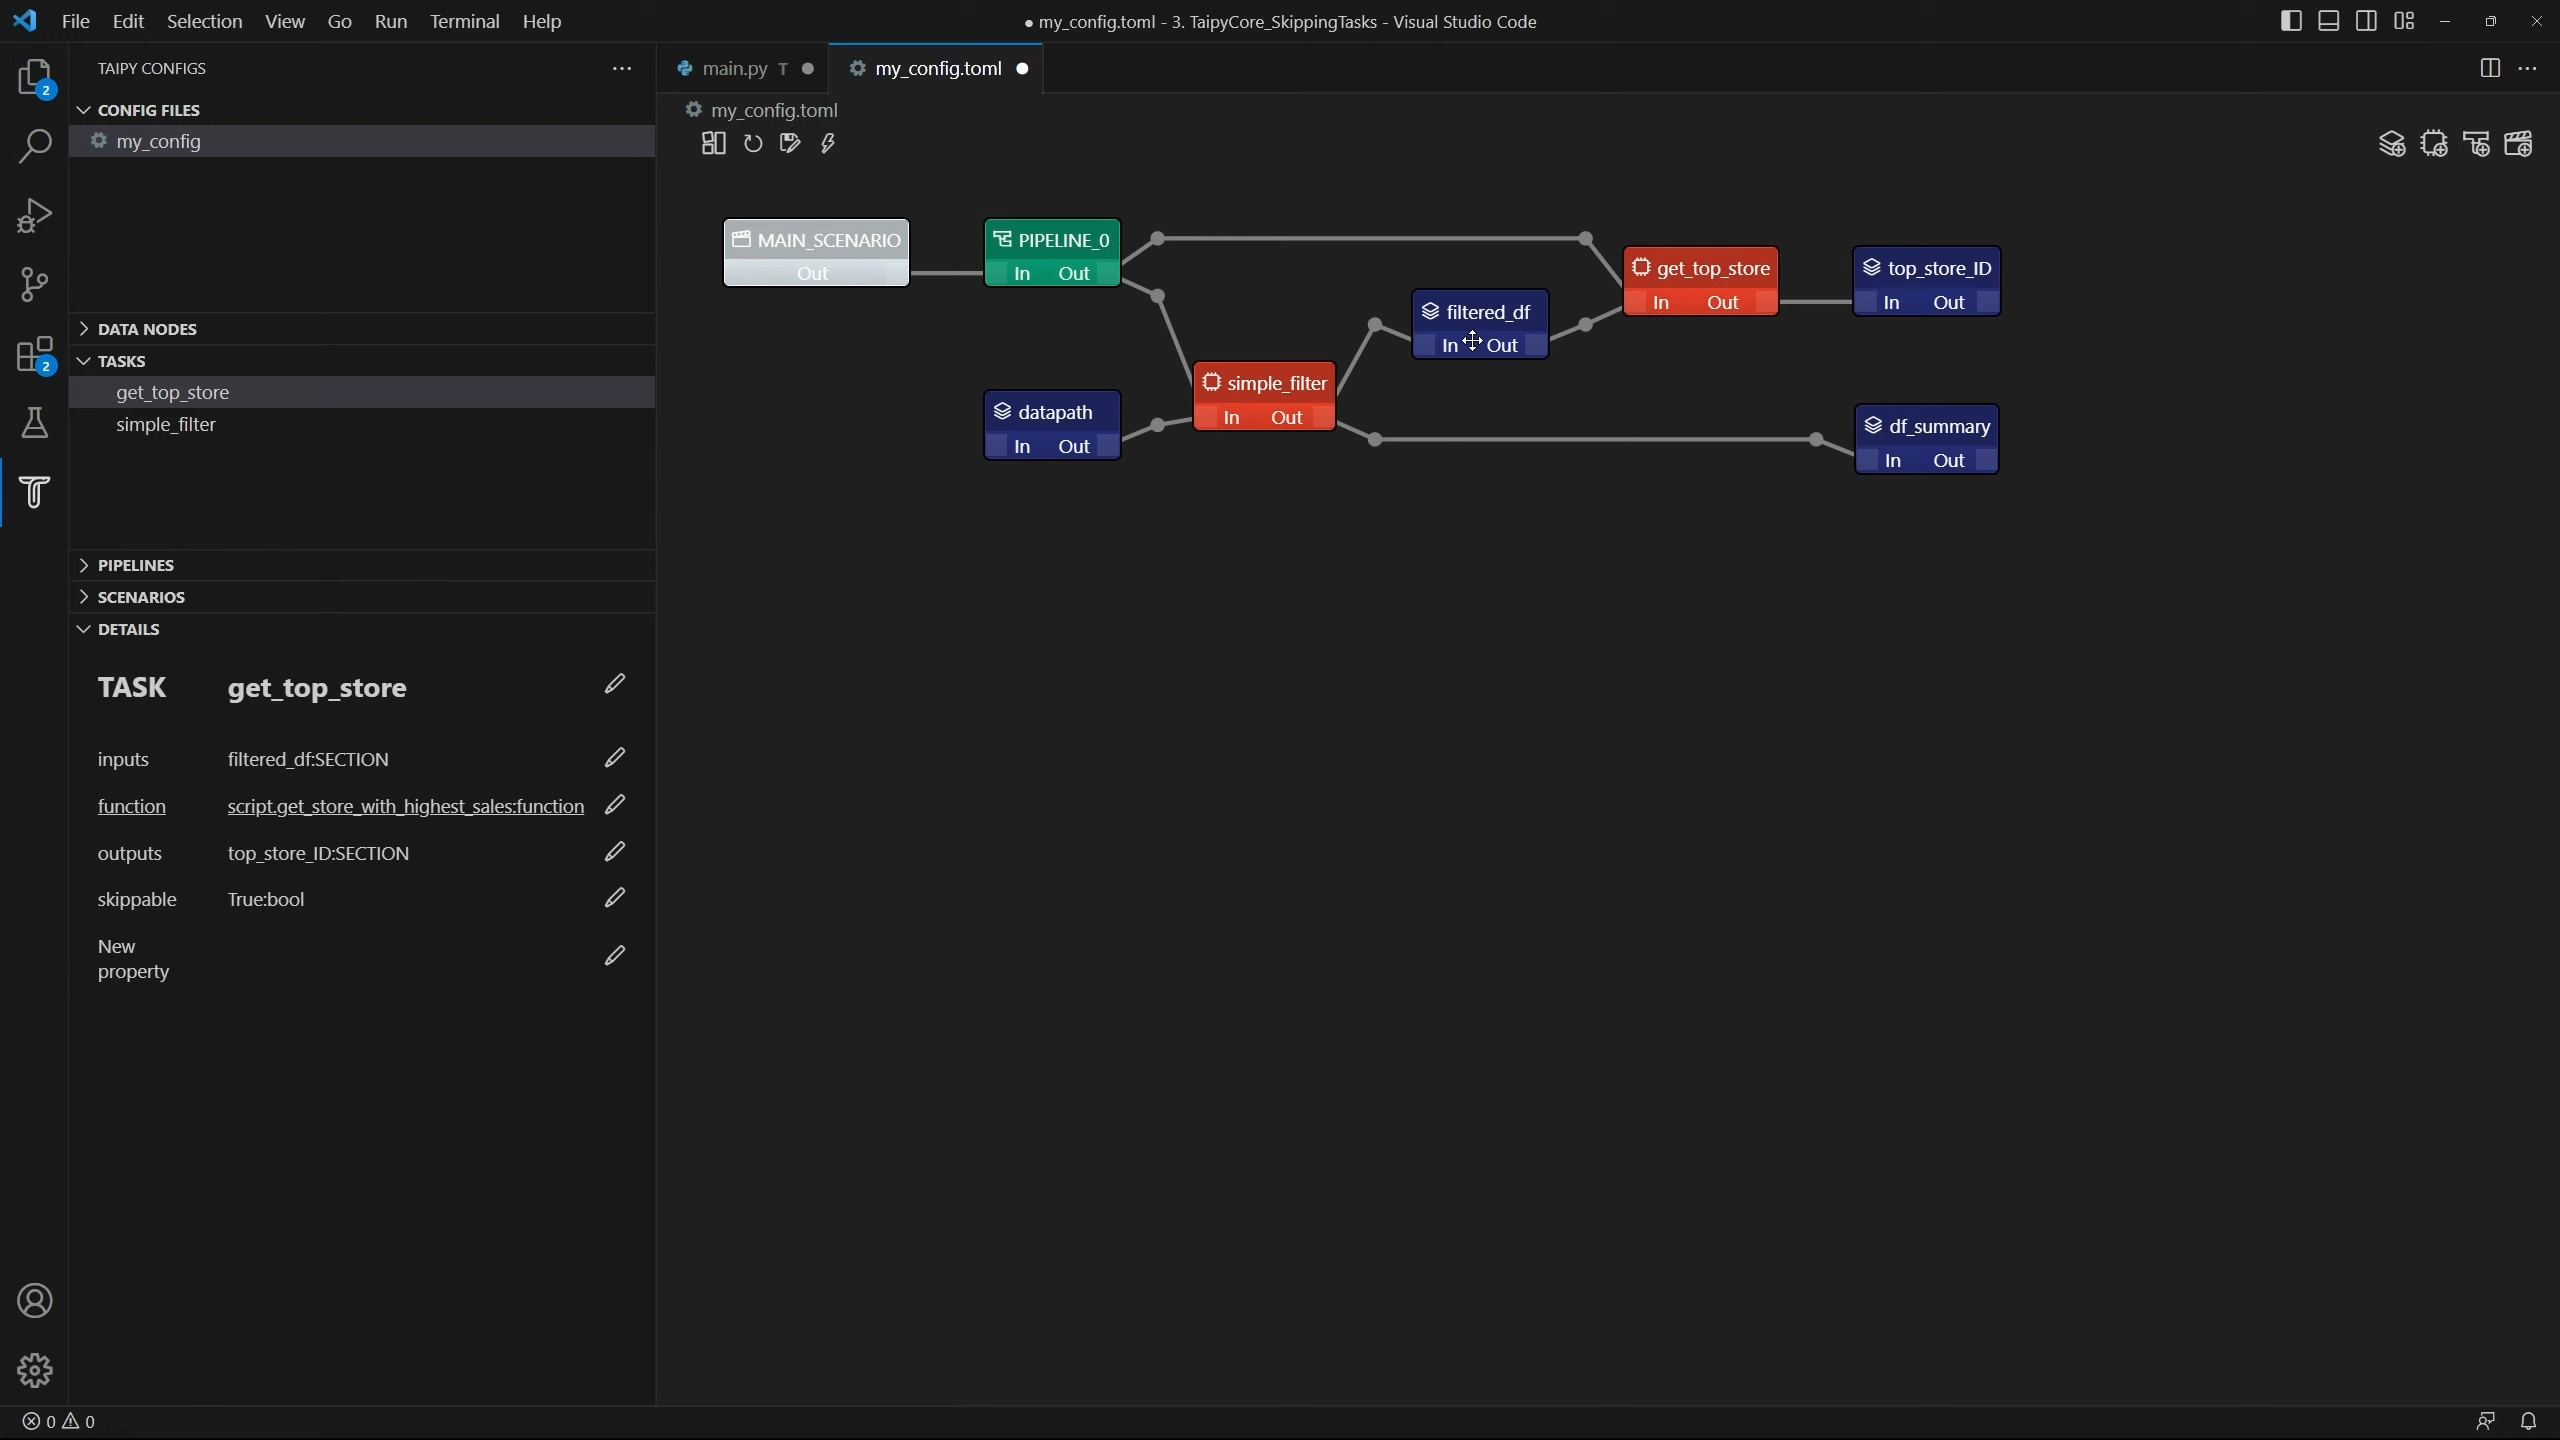 File Edit Selection View Go Run Terminal Help
● my_config.toml - 3. TaipyCore_SkippingTasks - Visual Studio Code
TAIPY CONFIGS
CONFIG FILES
my_config
DATA NODES
TASKS
get_top_store
simple_filter
PIPELINES
SCENARIOS
DETAILS
TASK get_top_store
inputs filtered_df:SECTION
function script.get_store_with_highest_sales:function
outputs top_store_ID:SECTION
skippable True:bool
New
property
2
2
main.py T
my_config.toml
my_config.toml
MAIN_SCENARIO
Out
PIPELINE_0
In Out
get_top_store
In Out
top_store_ID
In Out
filtered_df
In Out
simple_filter
In Out
datapath
In Out
df_summary
In Out
0 0